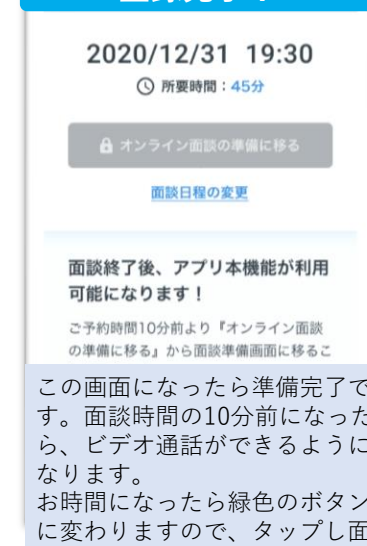 2020/12/31 19:30
所要時間：45分
オンライン面談の準備に移る
面談日程の変更
面談終了後、アプリ本機能が利用
可能になります！
ご予約時間10分前より『オンライン面談
の準備に移る』から面談準備画面に移るこ
この画面になったら準備完了で
す。面談時間の10分前になった
ら、ビデオ通話ができるように
なります。
お時間になったら緑色のボタン
に変わりますので、タップし面